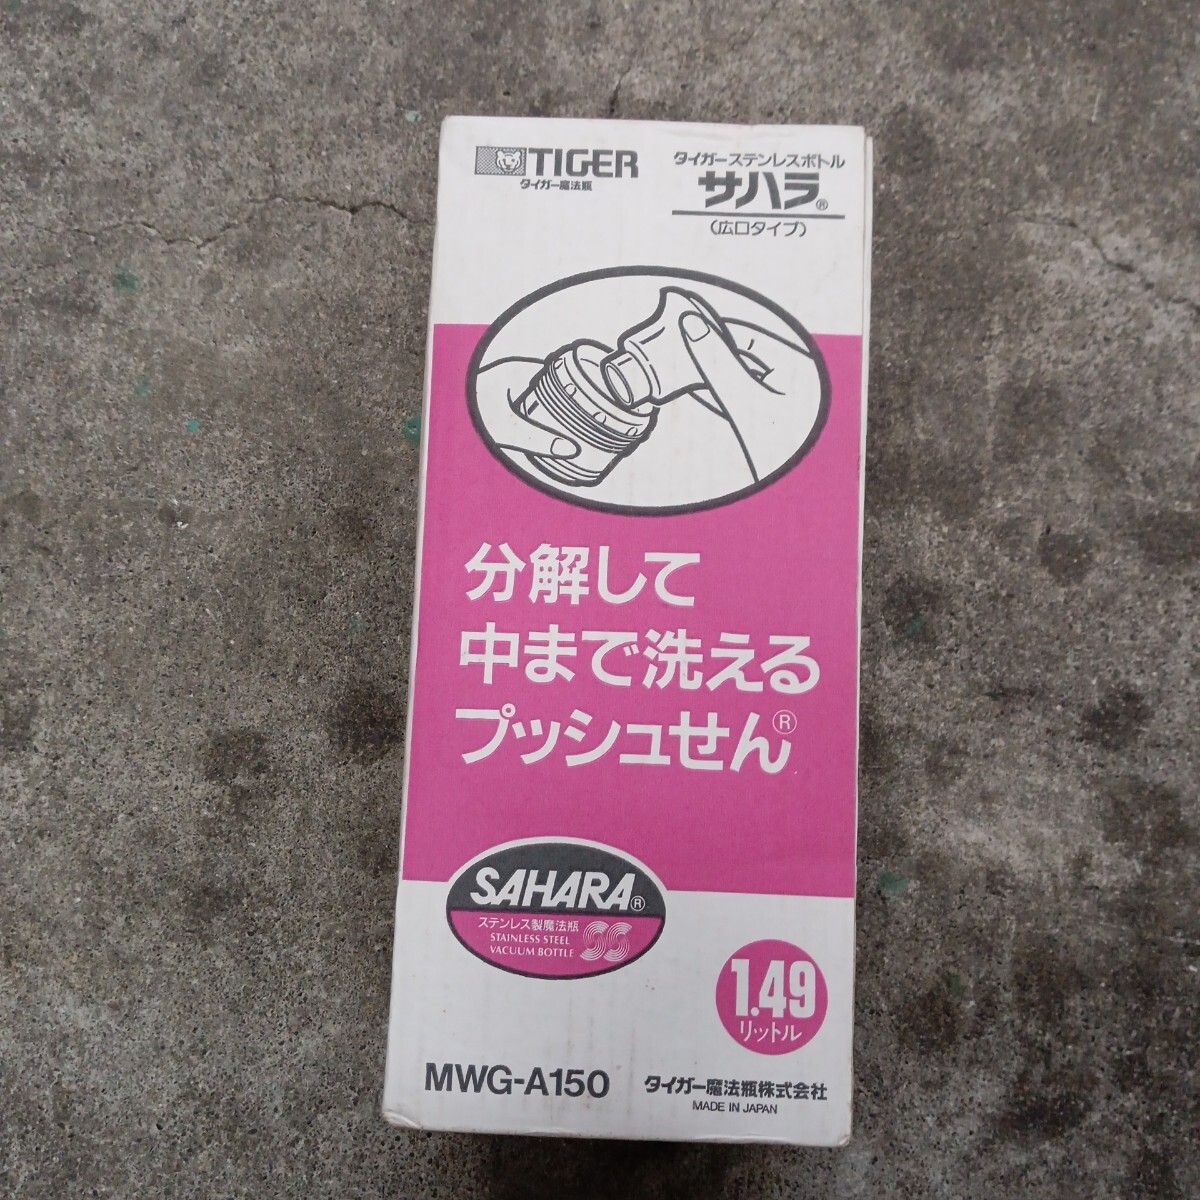 TIGER
タイガー魔法瓶
タイガーステンレスボトル
サハラ®
(広口タイプ)
分解して
中まで洗える
プッシュせん®
SAHARA®
ステンレス製魔法瓶
STAINLESS STEEL
VACUUM BOTTLE
SS
1.49
リットル
MWG-A150
タイガー魔法瓶株式会社
MADE IN JAPAN